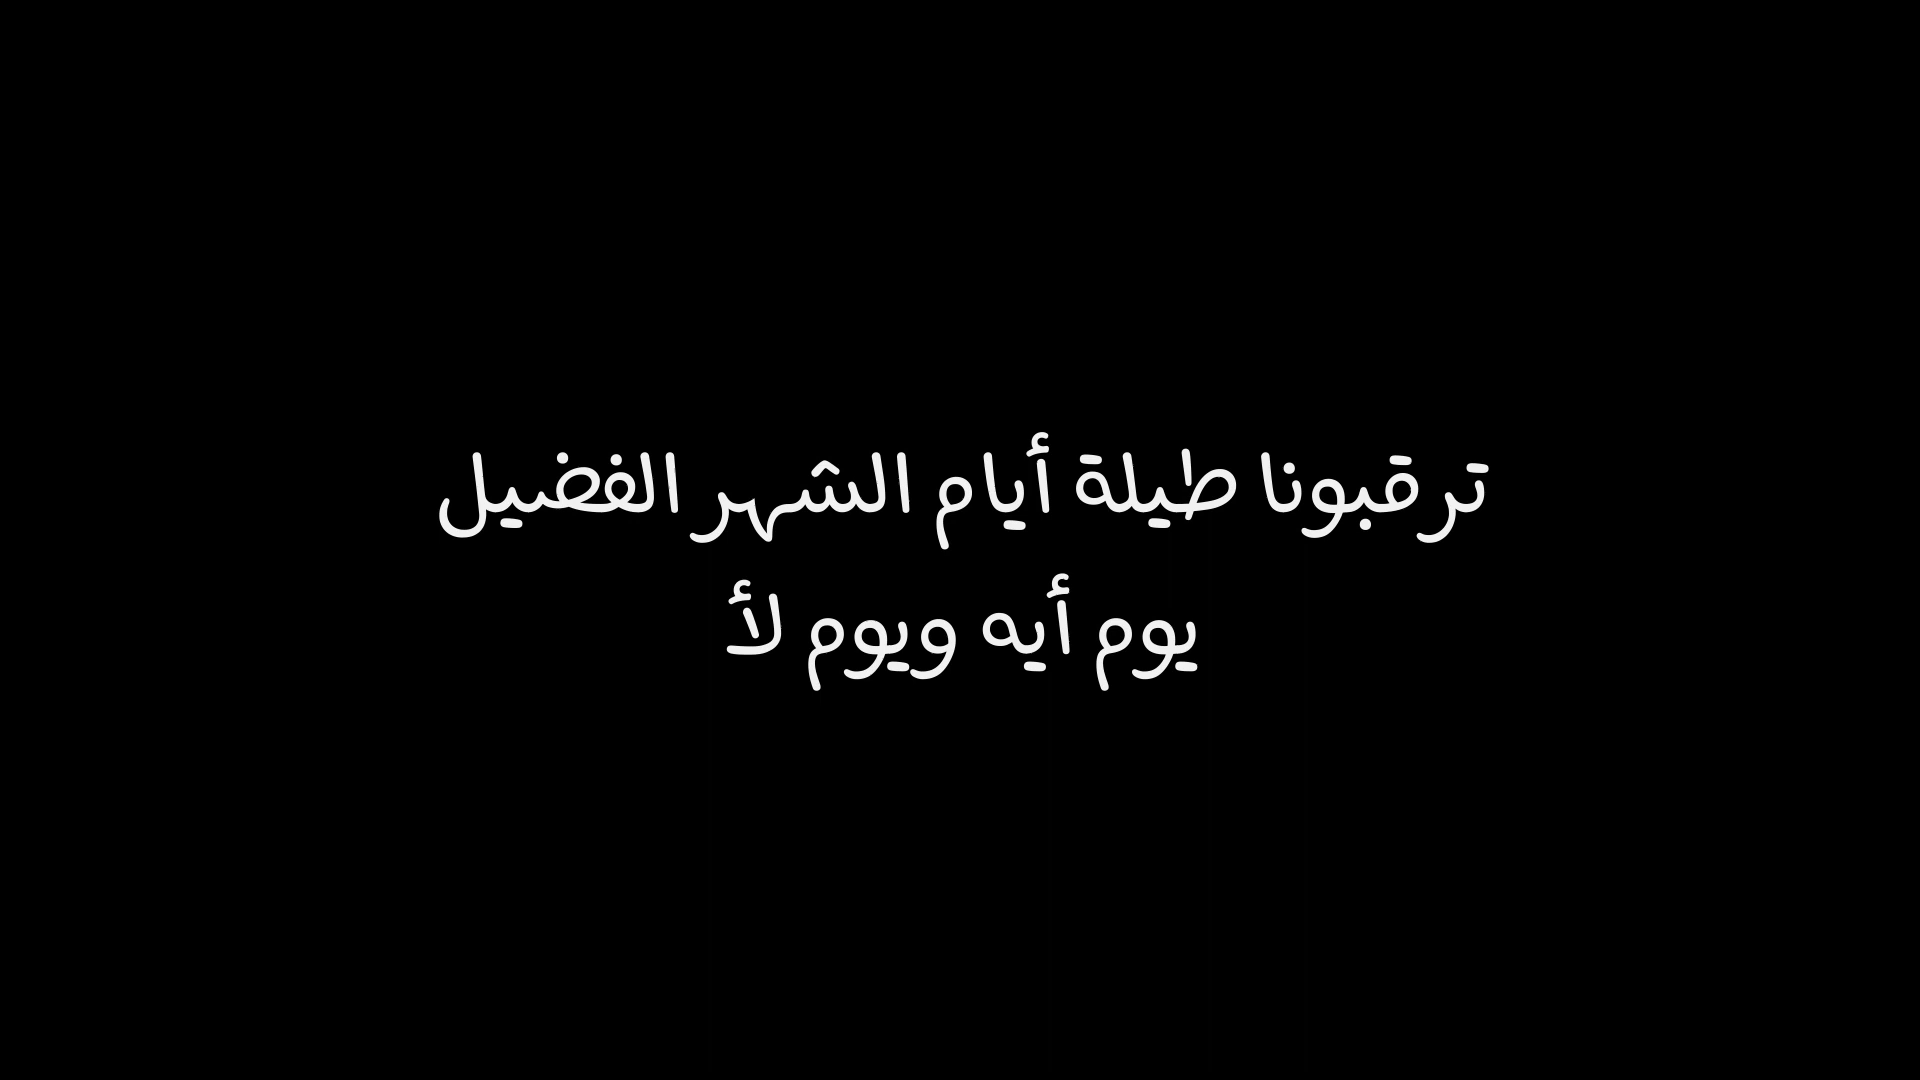 ترقبونا طيلة أيام الشهر الفضيل
يوم أيه ويوم لأ